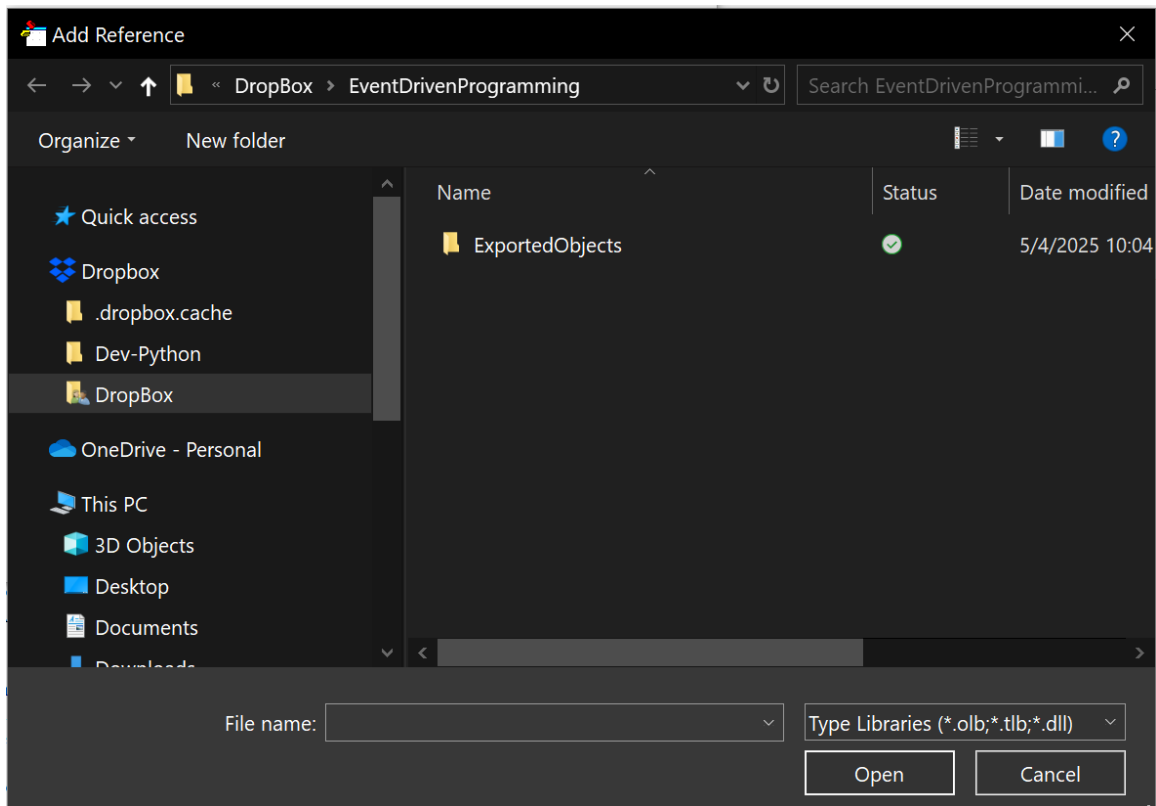 Add Reference
« DropBox > EventDrivenProgramming
Search EventDrivenProgrammi...
Organize
New folder
?
Name
Status
Date modified
Quick access
ExportedObjects
5/4/2025 10:04
Dropbox
.dropbox.cache
Dev-Python
DropBox
OneDrive - Personal
This PC
3D Objects
Desktop
Documents
Downloads
File name:
Type Libraries (*.olb;*.tlb;*.dll)
Open
Cancel